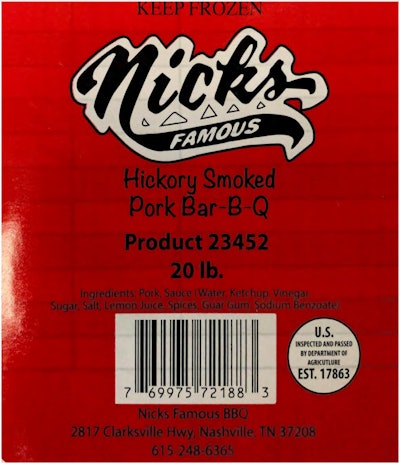 KEEP FROZEN
Nicks
FAMOUS
Hickory Smoked
Pork Bar-B-Q
Product 23452
20 lb.
Ingredients: Pork, Sauce (Water, Ketchup, Vinegar,
Sugar, Salt, Lemon Juice, Spices, Guar Gum, Sodium Benzoate)
U.S.
INSPECTED AND PASSED
BY DEPARTMENT OF
AGRICUTLURE
EST. 17863
7 69975 72188 3
Nicks Famous BBQ
2817 Clarksville Hwy, Nashville, TN 37208
615-248-6365